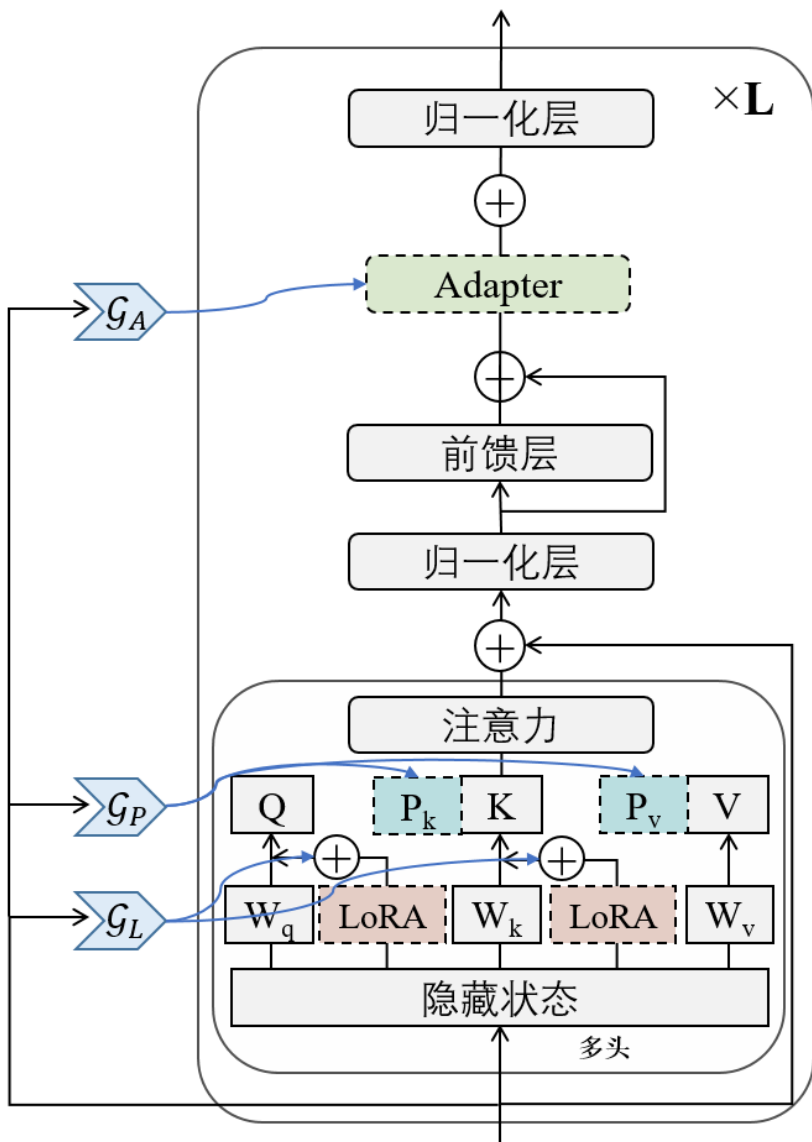 ×L
归一化层
+
𝒢A
Adapter
+
前馈层
归一化层
+
注意力
𝒢P
Q
Pk
K
Pv
V
+
+
𝒢L
Wq
LoRA
Wk
LoRA
Wv
隐藏状态
多头